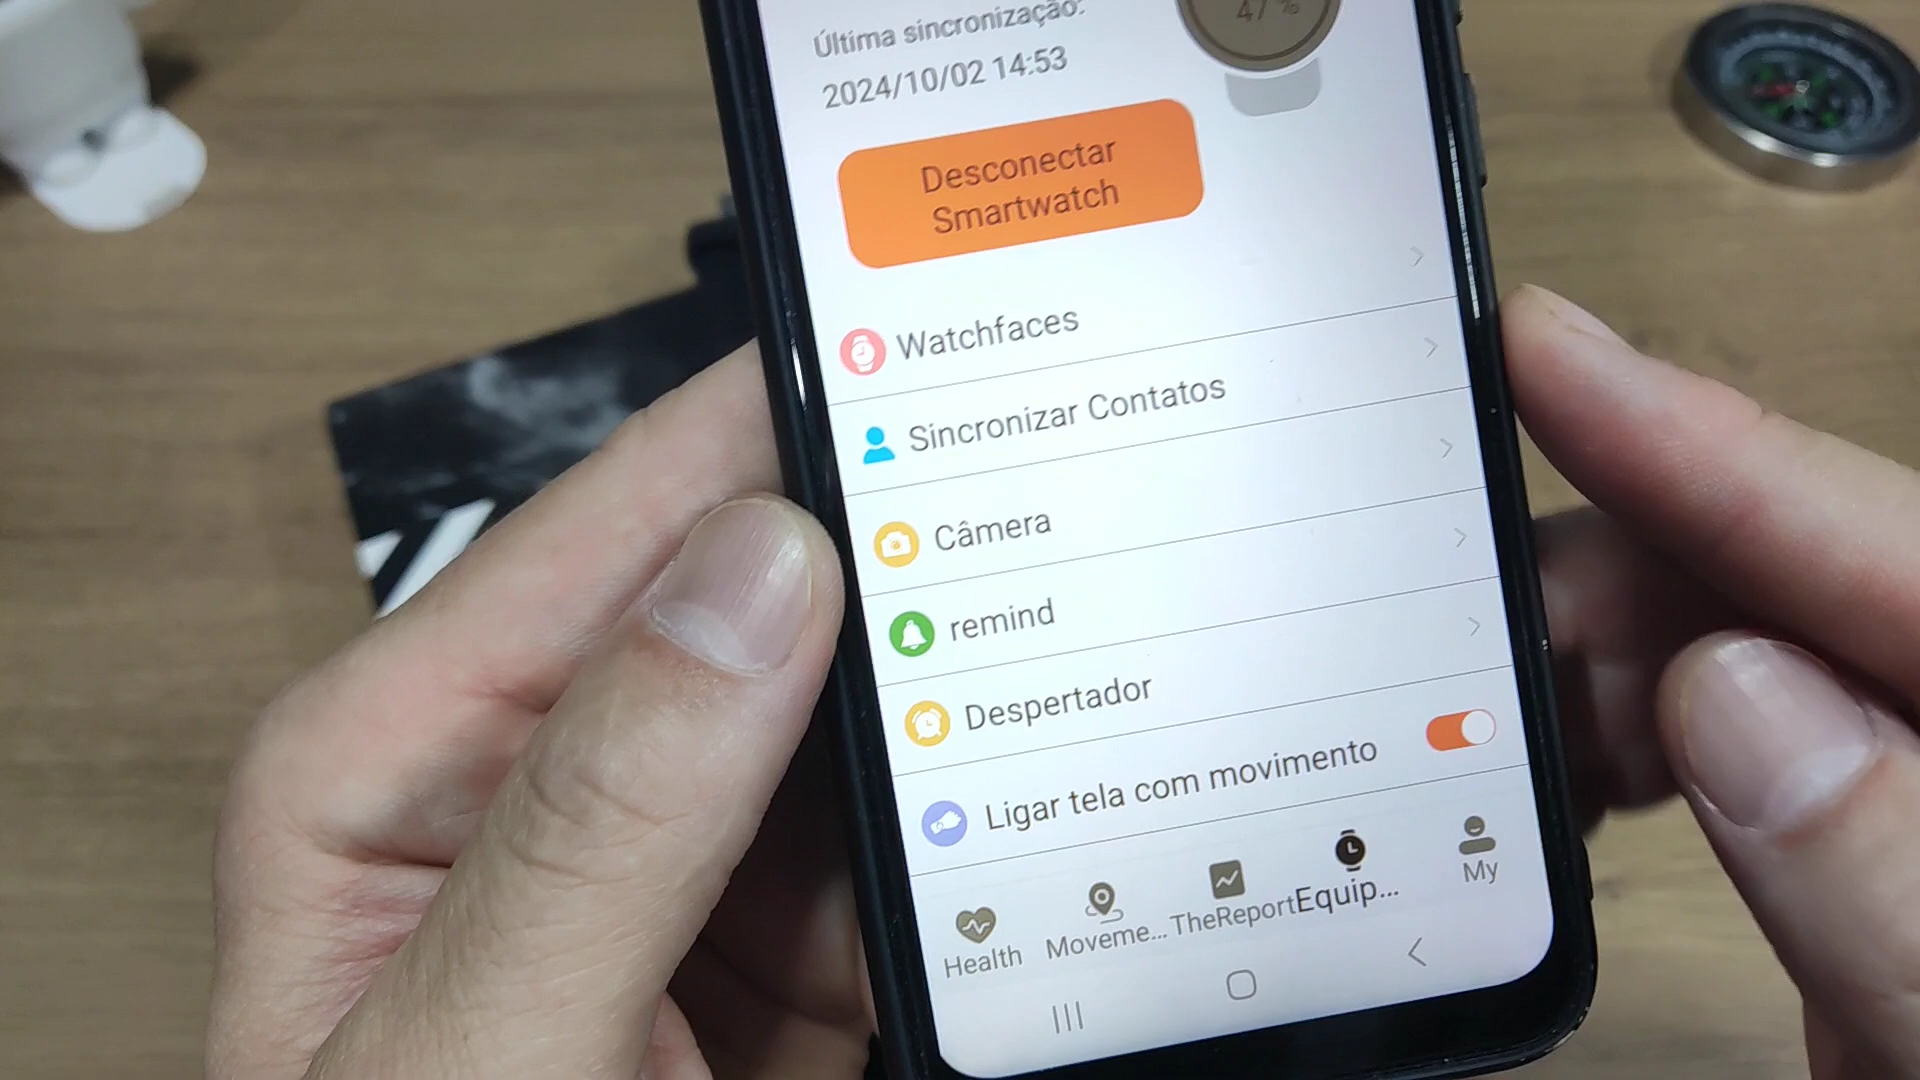 Última sincronização:
47 %
2024/10/02 14:53
Desconectar
Smartwatch
Watchfaces
Sincronizar Contatos
Câmera
remind
Despertador
Ligar tela com movimento
Health
Moveme...
TheReport
Equip...
My